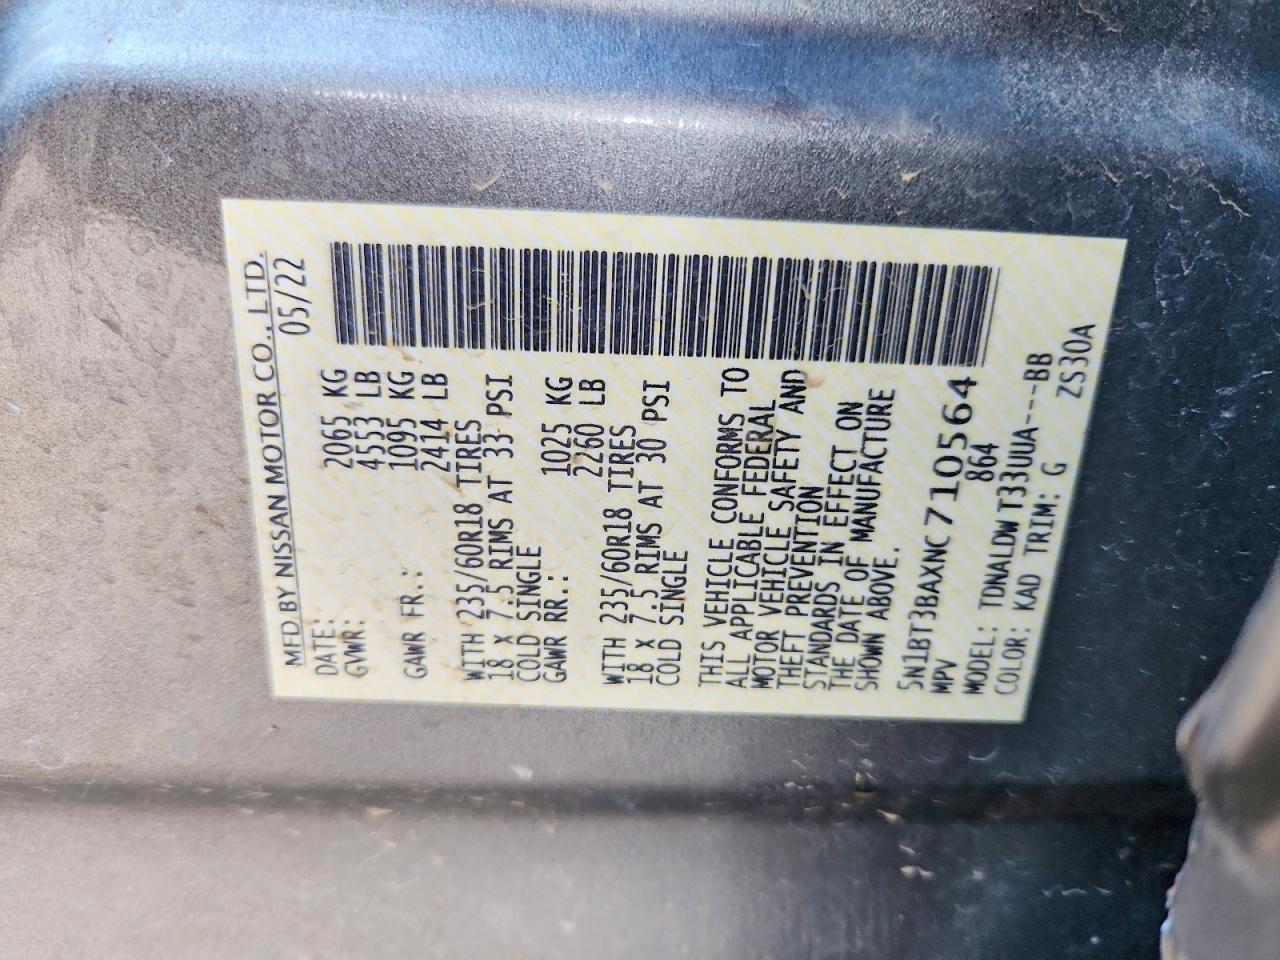 MFD BY NISSAN MOTOR CO., LTD.
DATE: 05/22
GVWR: 2065 KG
4553 LB
GAWR FR.: 1095 KG
2414 LB
WITH 235/60R18 TIRES
18 X 7.5 RIMS AT 33 PSI
COLD SINGLE
GAWR RR.: 1025 KG
2260 LB
WITH 235/60R18 TIRES
18 X 7.5 RIMS AT 30 PSI
COLD SINGLE
THIS VEHICLE CONFORMS TO
ALL APPLICABLE FEDERAL
MOTOR VEHICLE SAFETY AND
THEFT PREVENTION
STANDARDS IN EFFECT ON
THE DATE OF MANUFACTURE
SHOWN ABOVE.
5N1BT3BAXNC710564
MPV 864
MODEL: TDNALDWT33UUA---BB
COLOR: KAD TRIM: G ZS30A